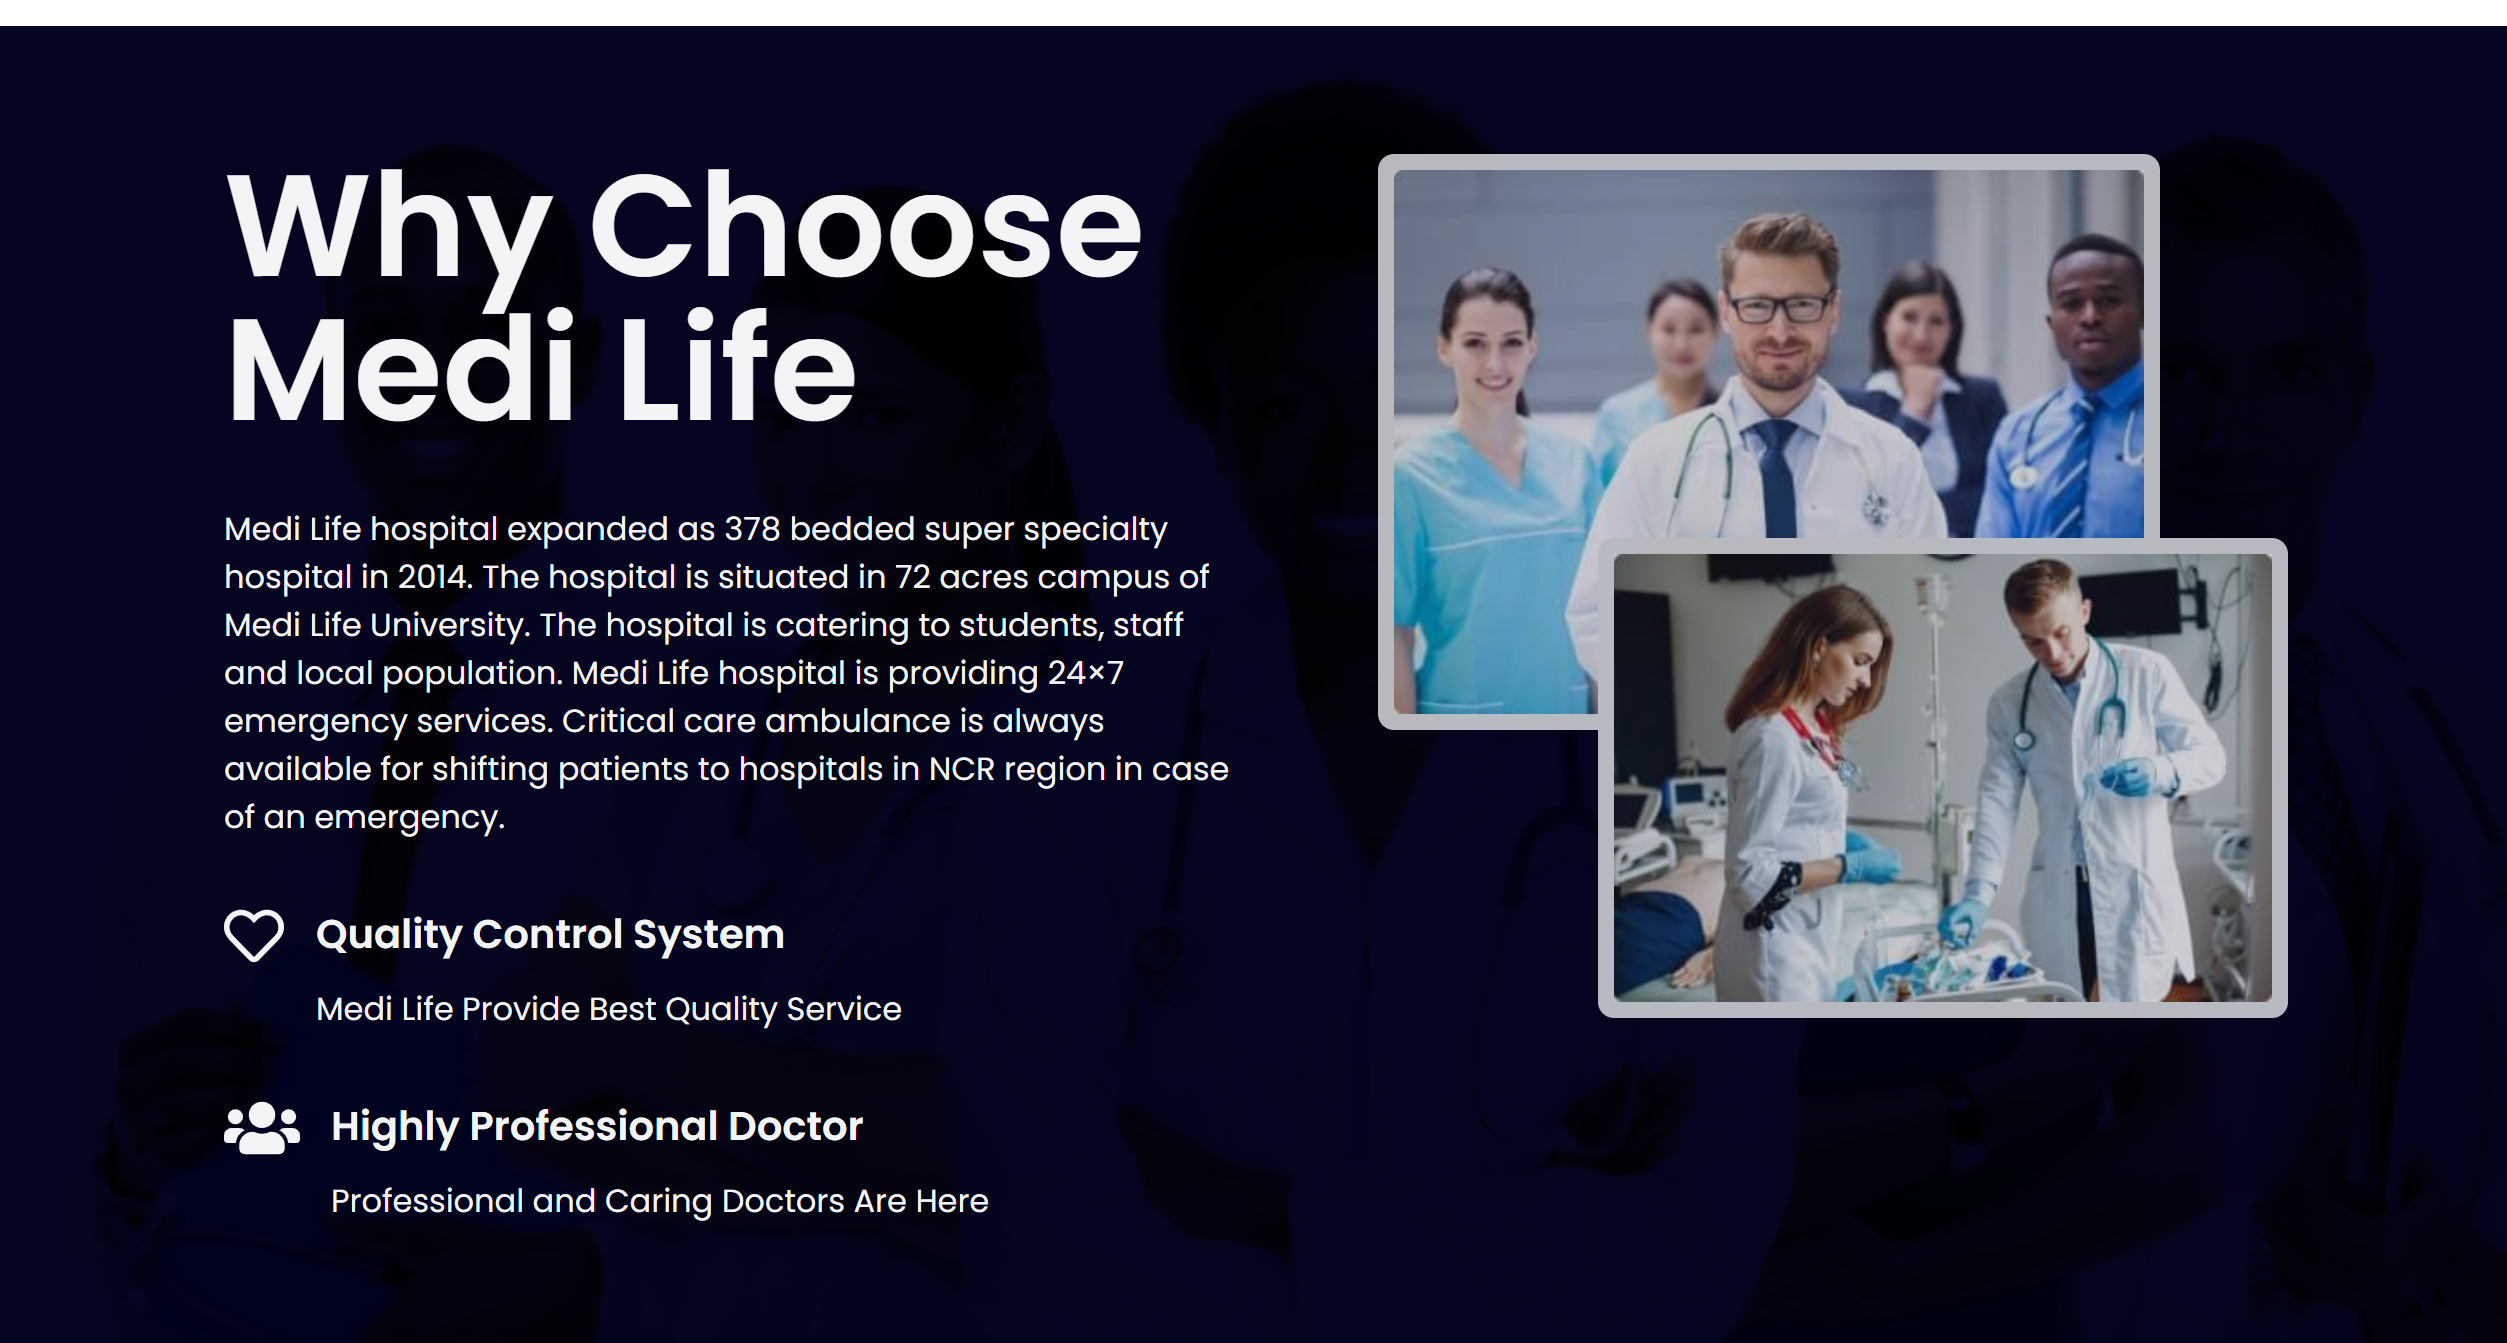 Why Choose
Medi Life
Medi Life hospital expanded as 378 bedded super specialty
hospital in 2014. The hospital is situated in 72 acres campus of
Medi Life University. The hospital is catering to students, staff
and local population. Medi Life hospital is providing 24×7
emergency services. Critical care ambulance is always
available for shifting patients to hospitals in NCR region in case
of an emergency.
Quality Control System
Medi Life Provide Best Quality Service
Highly Professional Doctor
Professional and Caring Doctors Are Here